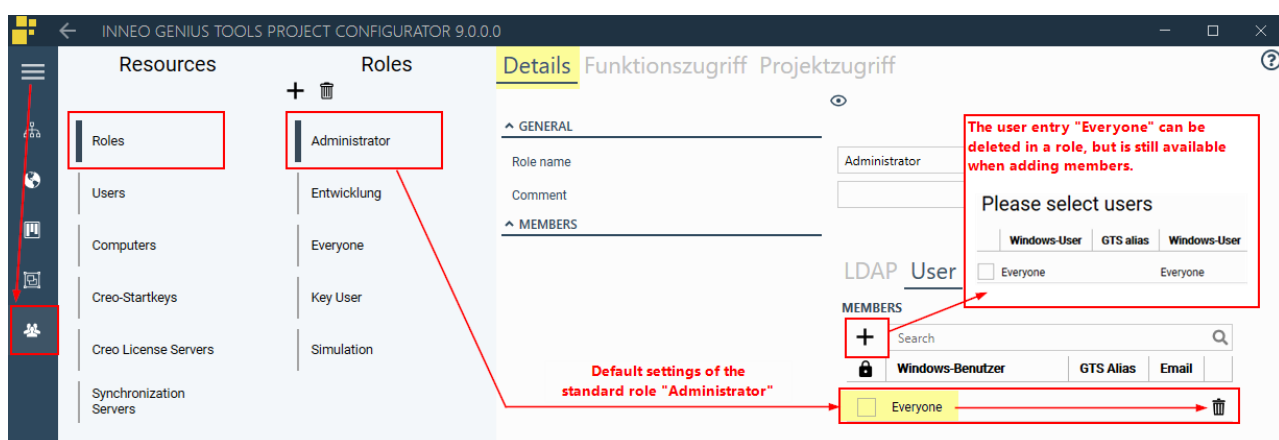 INNEO GENIUS TOOLS PROJECT CONFIGURATOR 9.0.0.0
Resources
Roles
Users
Computers
Creo-Startkeys
Creo License Servers
Synchronization
Servers
Roles
Administrator
Entwicklung
Everyone
Key User
Simulation
Details Funktionszugriff Projektzugriff
GENERAL
Role name
Administrator
Comment
MEMBERS
The user entry "Everyone" can be
deleted in a role, but is still available
when adding members.
Please select users
Windows-User GTS alias Windows-User
Everyone Everyone
LDAP User
MEMBERS
Search
Windows-Benutzer GTS Alias Email
Everyone
Default settings of the
standard role "Administrator"